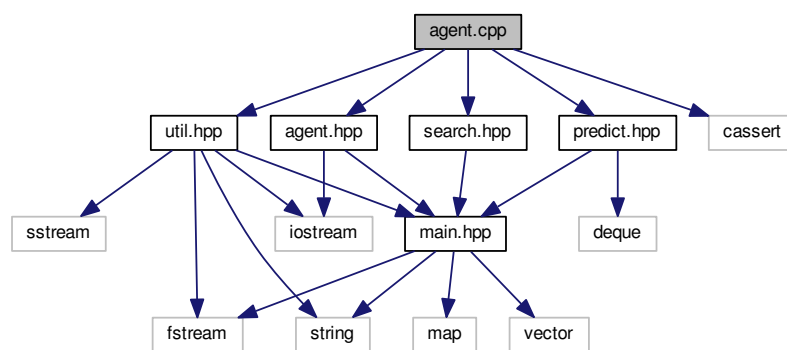 agent.cpp
util.hpp
agent.hpp
search.hpp
predict.hpp
cassert
sstream
iostream
main.hpp
deque
fstream
string
map
vector